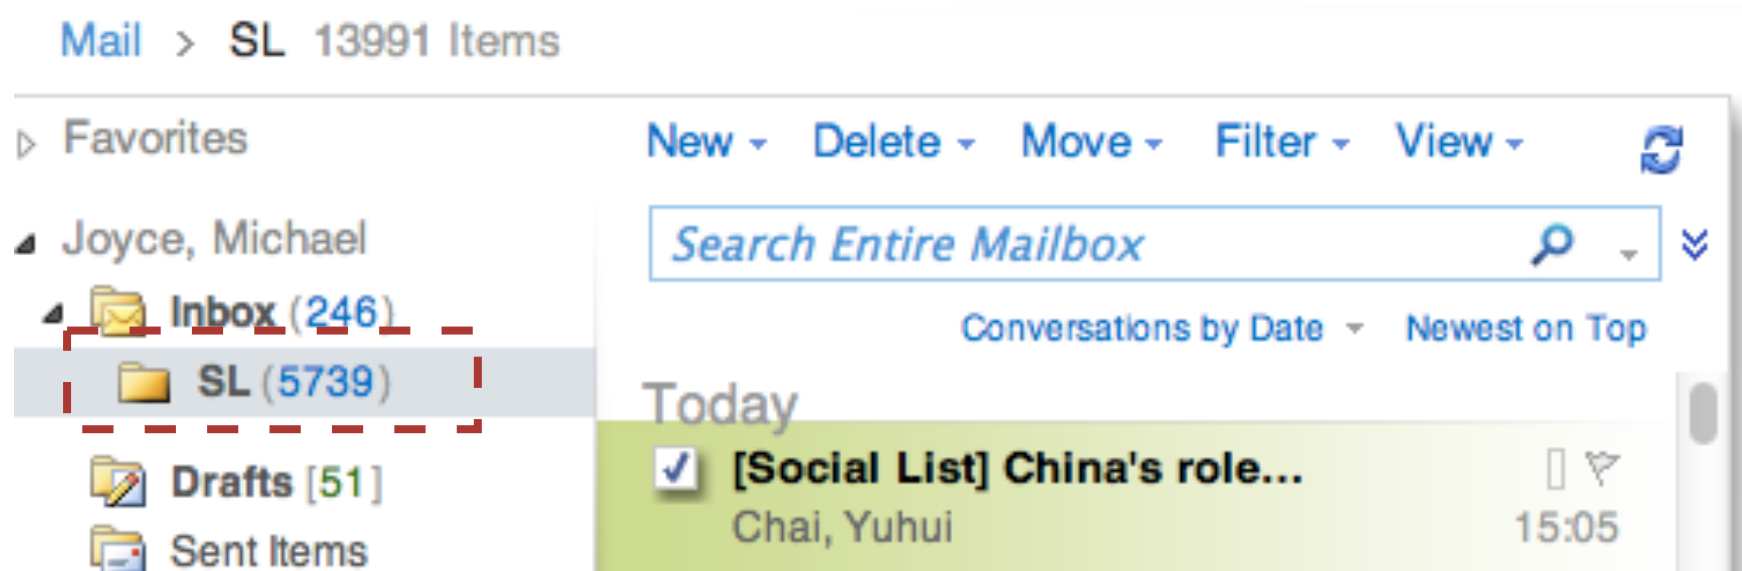 Mail > SL 13991 Items
Favorites
Joyce, Michael
Inbox (246)
SL (5739)
Drafts [51]
Sent Items
New Delete Move Filter View
Search Entire Mailbox
Conversations by Date Newest on Top
Today
[Social List] China's role...
Chai, Yuhui 15:05